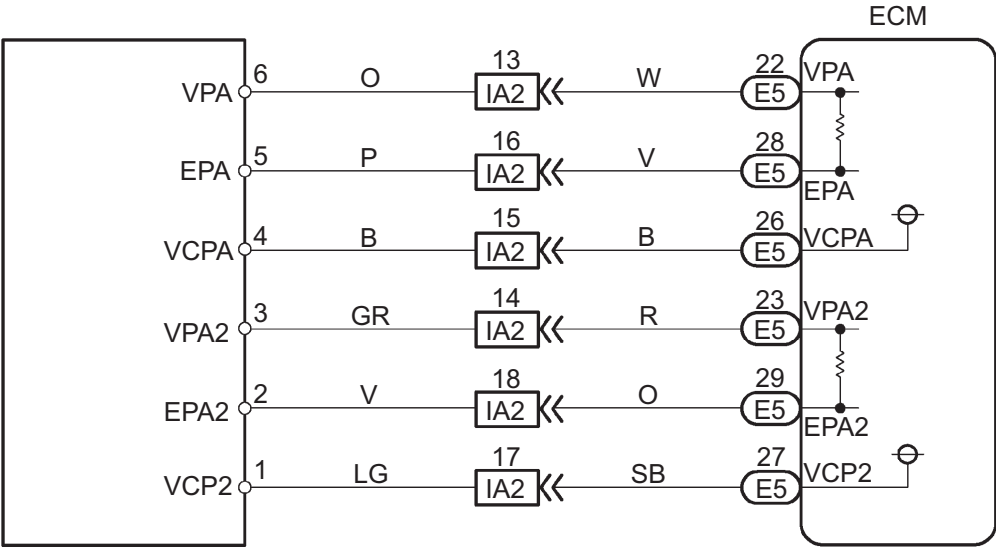 ECM
VPA 6 O 13 IA2 W 22 E5 VPA
EPA 5 P 16 IA2 V 28 E5 EPA
VCPA 4 B 15 IA2 B 26 E5 VCPA
VPA2 3 GR 14 IA2 R 23 E5 VPA2
EPA2 2 V 18 IA2 O 29 E5 EPA2
VCP2 1 LG 17 IA2 SB 27 E5 VCP2